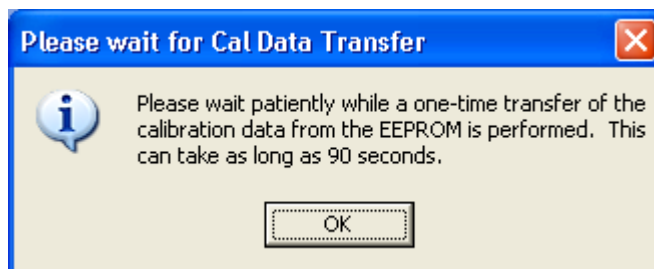 Please wait for Cal Data Transfer
Please wait patiently while a one-time transfer of the
calibration data from the EEPROM is performed.  This
can take as long as 90 seconds.
OK